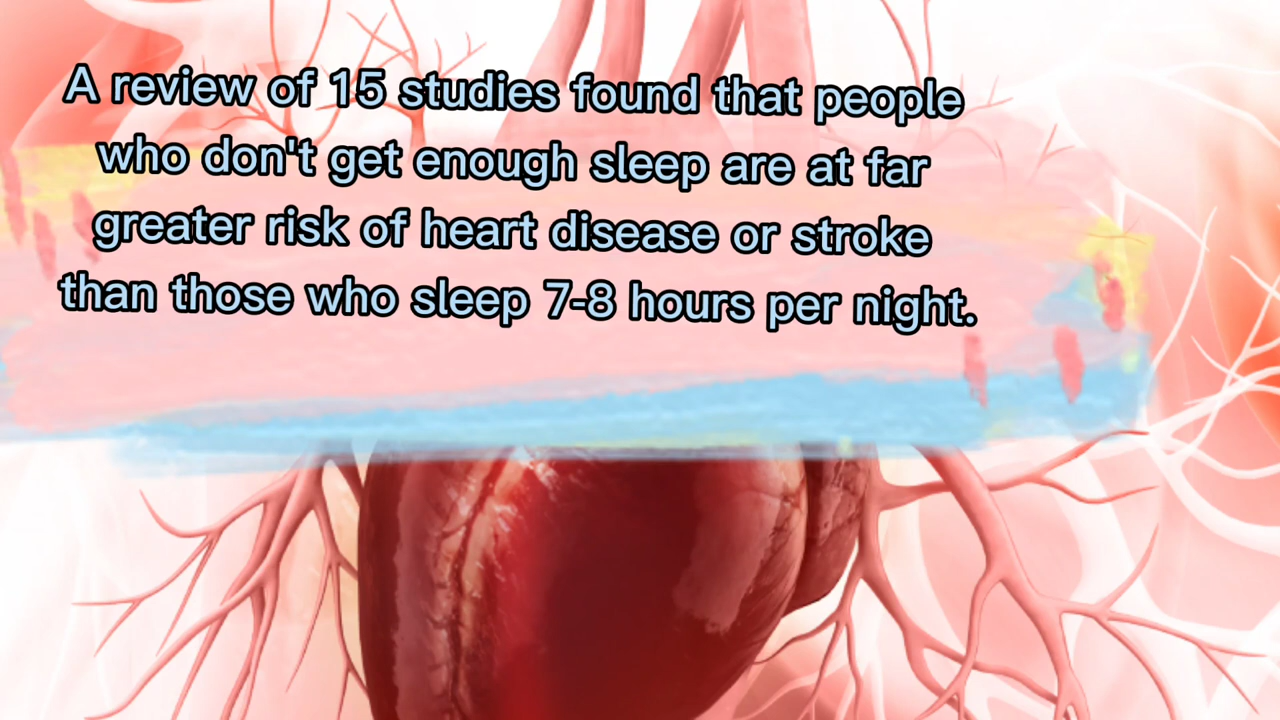 A review of 15 studies found that people
who don't get enough sleep are at far
greater risk of heart disease or stroke
than those who sleep 7-8 hours per night.